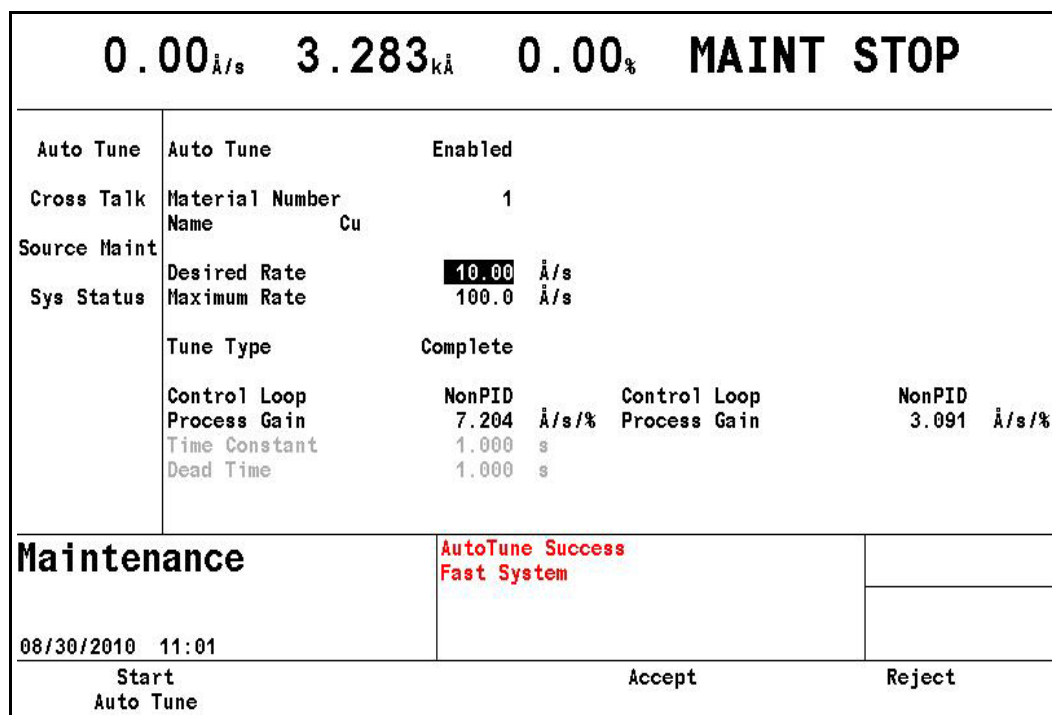 0.00Å/s 3.283kÅ 0.00% MAINT STOP
Auto Tune
Cross Talk
Source Maint
Sys Status
Auto Tune Enabled
Material Number 1
Name Cu
Desired Rate 10.00 Å/s
Maximum Rate 100.0 Å/s
Tune Type Complete
Control Loop NonPID Control Loop NonPID
Process Gain 7.204 Å/s/% Process Gain 3.091 Å/s/%
Time Constant 1.000 s
Dead Time 1.000 s
Maintenance
08/30/2010 11:01
AutoTune Success
Fast System
Start
Auto Tune
Accept
Reject